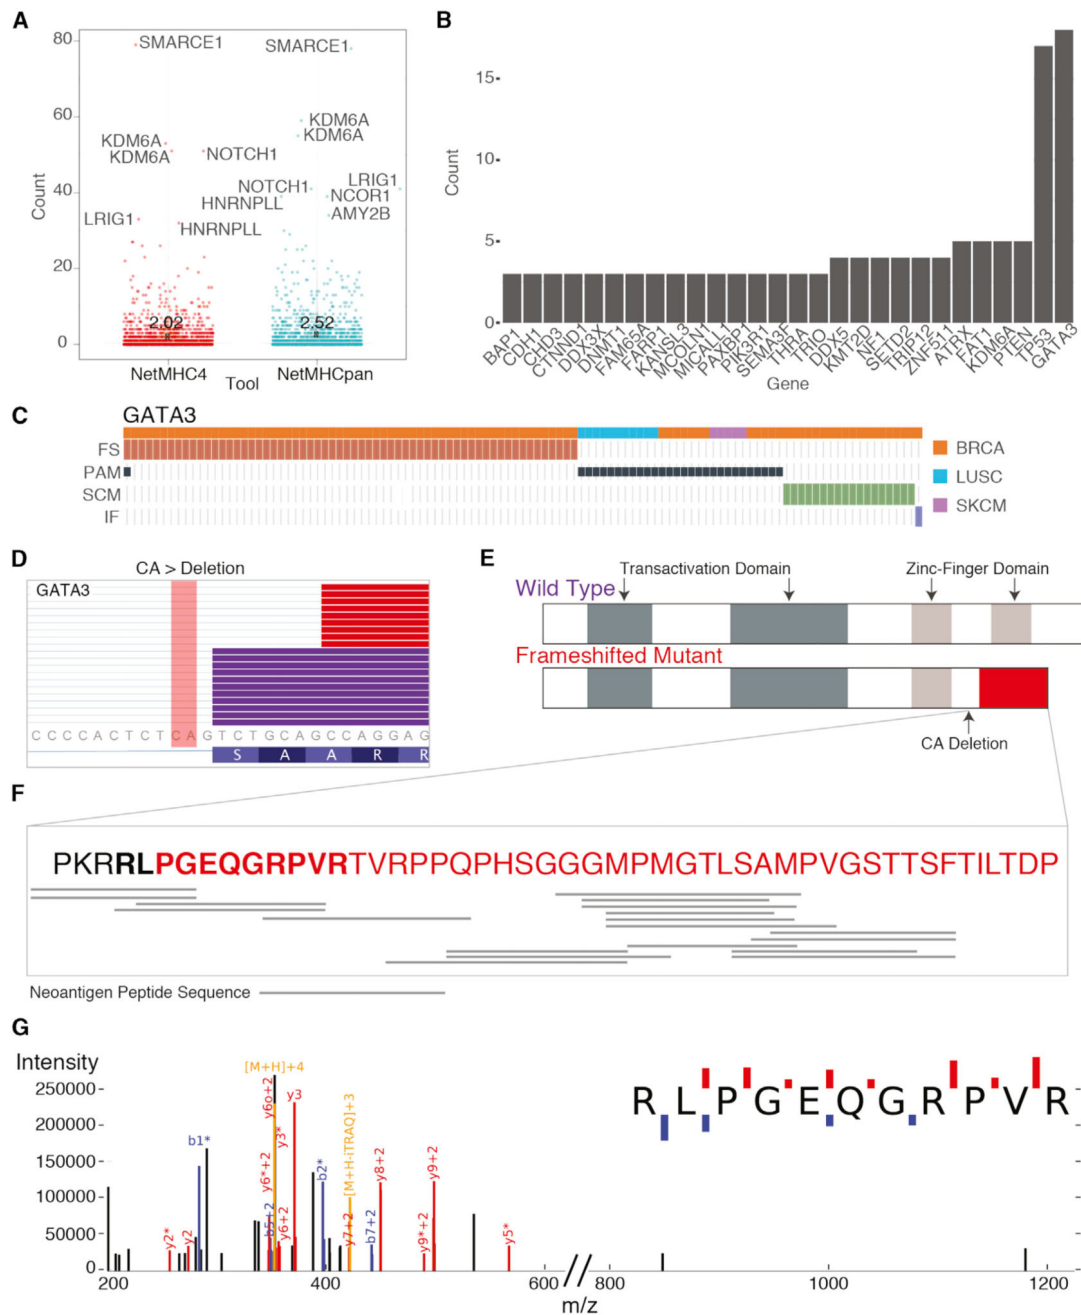 A
80
60
40
20
0
Count
SMARCE1
SMARCE1
KDM6A
KDM6A
KDM6A
KDM6A
NOTCH1
NOTCH1
LRIG1
HNRNPLL
NCOR1
LRIG1
HNRNPLL
AMY2B
2.02
2.52
NetMHC4
NetMHCpan
Tool
B
15
10
5
0
Count
BAP1
CDH1
CHD3
CTNND1
DDX3X
DNMT1
FAM65A
FARP1
KANSL3
MCOLN1
MICALL1
PAXBP1
PIK3R1
SEMA3F
THRA
TRIO
DDX5
KMT2D
NF1
SETD2
TRIP12
ZNF511
ATRX
FAT1
KDM6A
PTEN
TP53
GATA3
Gene
C
GATA3
FS
PAM
SCM
IF
BRCA
LUSC
SKCM
D
CA > Deletion
GATA3
C C C C A C T C T C A G T C T G C A G C C A G G A G
S A A R R
E
Transactivation Domain
Zinc-Finger Domain
Wild Type
Frameshifted Mutant
CA Deletion
F
PKRRLPGEQGRPVRTVRPPQPHSGGGMPMGTLSAMPVGSTTSFTILTDP
Neoantigen Peptide Sequence
G
Intensity
250000
200000
150000
100000
50000
0
y2*
y2
b1*
y6*+2
b5+2
y6o+2
[M+H]+4
y3*
y6+2
y3
b2*
y7+2
[M+H-iTRAQ]+3
b7+2
y8+2
y9*+2
y9+2
y5*
R L P G E Q G R P V R
200
400
600
800
1000
1200
m/z